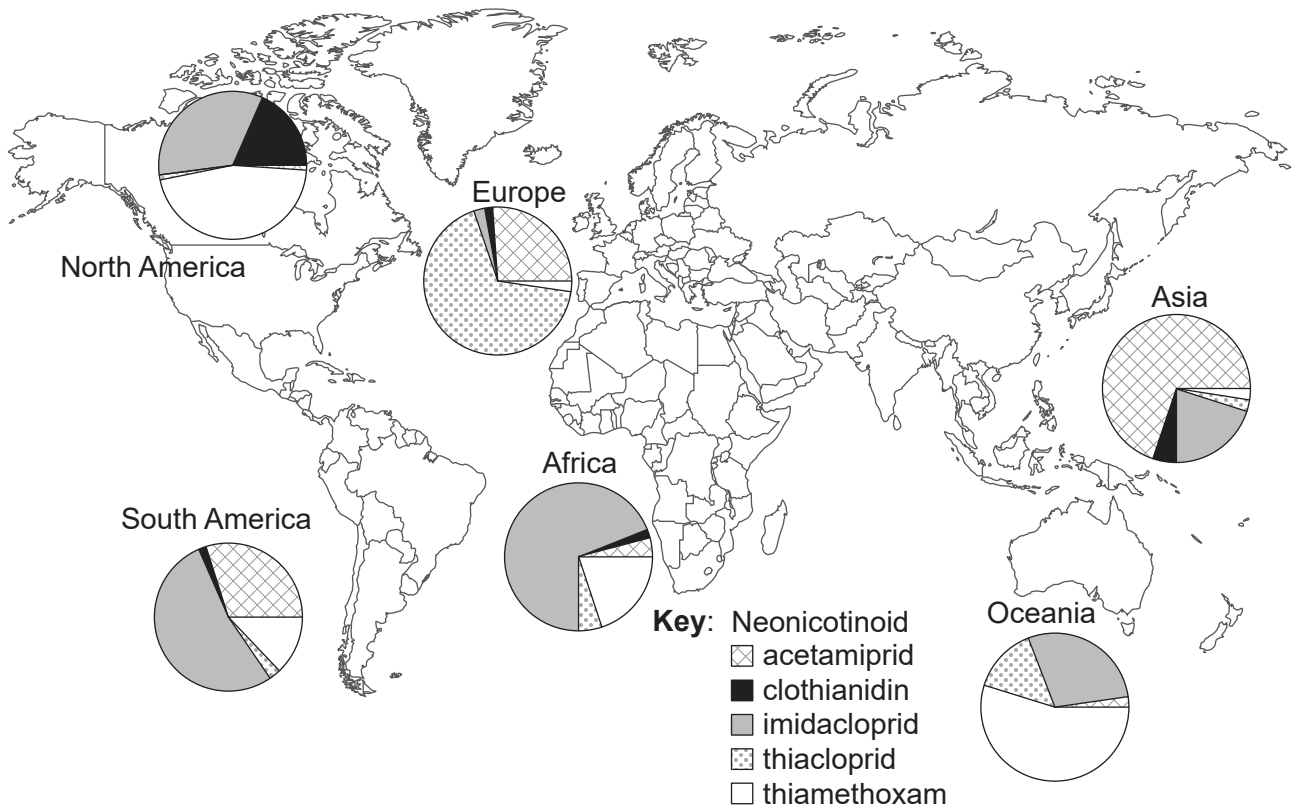 Europe
North America
Asia
Africa
South America
Oceania
Key: Neonicotinoid
acetamiprid
clothianidin
imidacloprid
thiacloprid
thiamethoxam